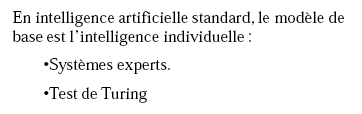 En intelligence artificielle standard, le modèle de
base est l'intelligence individuelle :
•Systèmes experts.
•Test de Turing